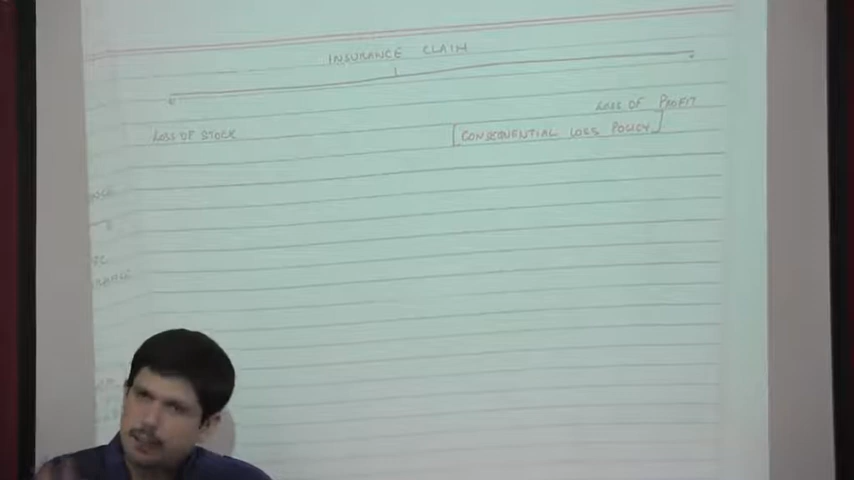 INSURANCE CLAIM
LOSS OF STOCK
LOSS OF PROFIT
CONSEQUENTIAL LOSS POLICY